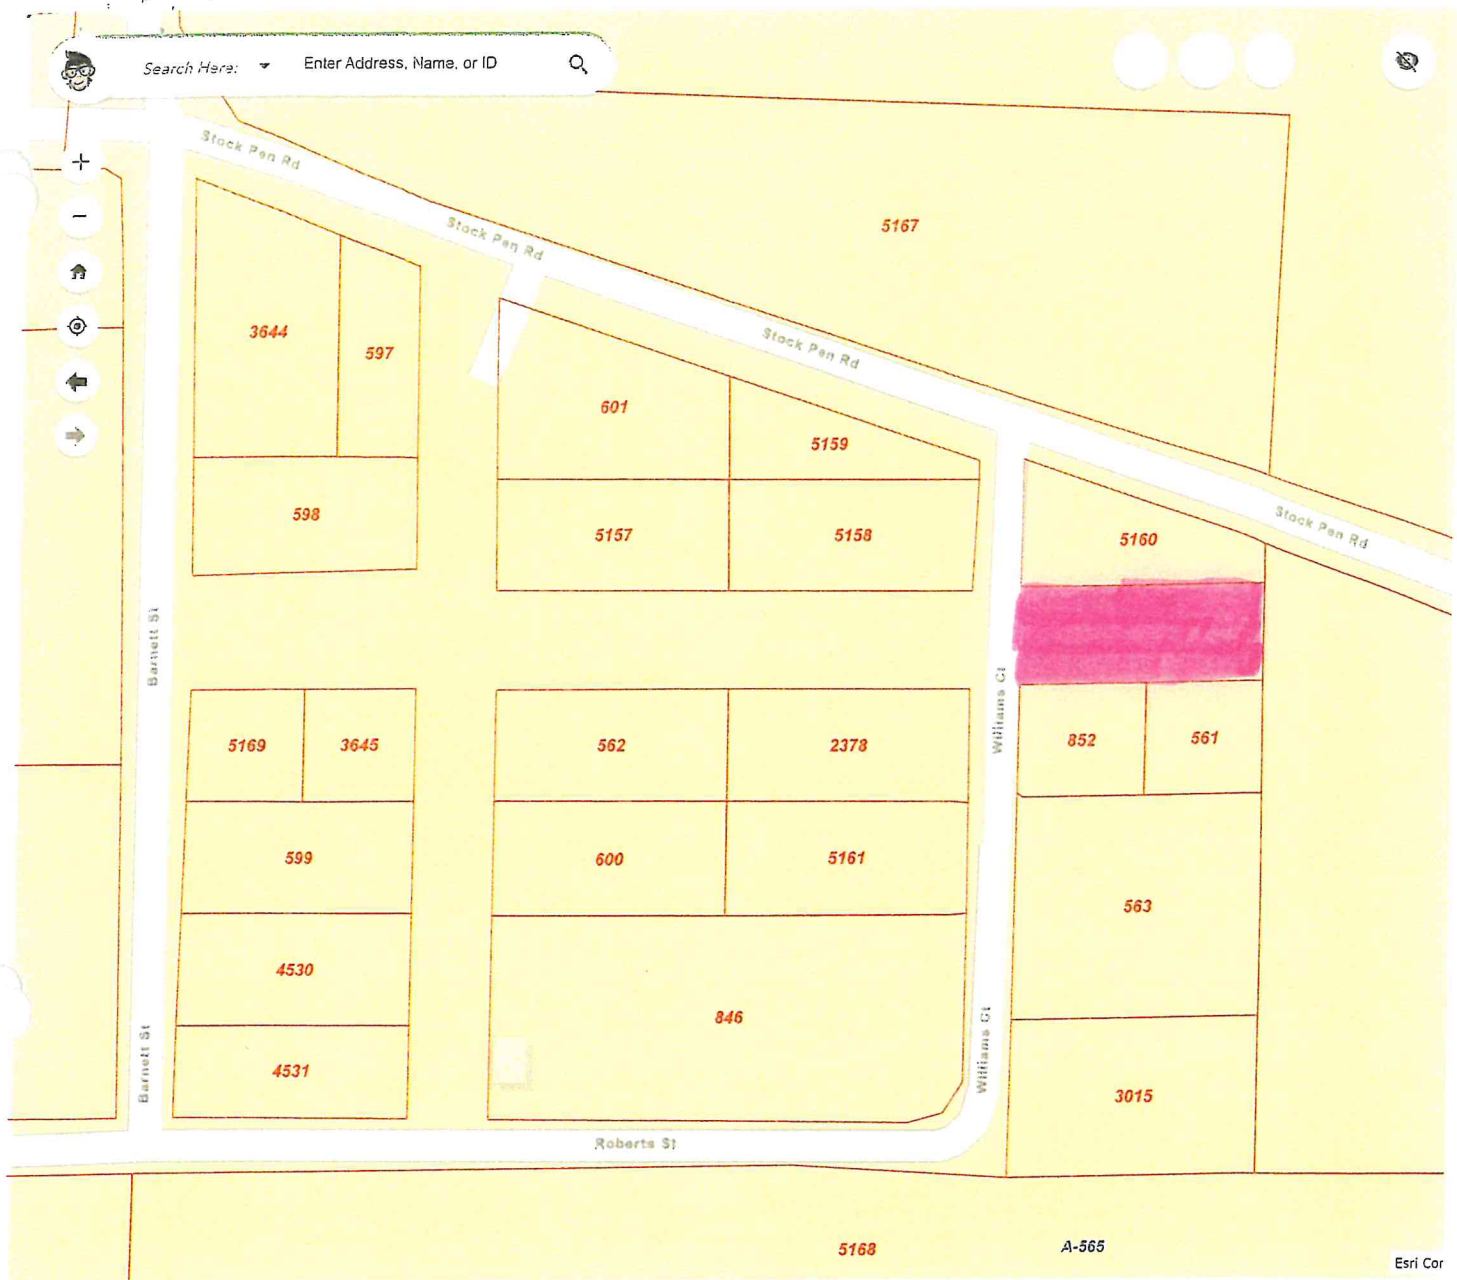 Search Here:
Enter Address, Name, or ID
Stock Pen Rd
Stock Pen Rd
5167
3644
597
Stock Pen Rd
601
5159
598
5157
5158
Stock Pen Rd
5160
Barnett St
Williams Ct
5169
3645
562
2378
852
561
599
600
5161
563
4530
846
4531
Barnett St
Williams Ct
3015
Roberts St
5168
A-565
Esri Cor